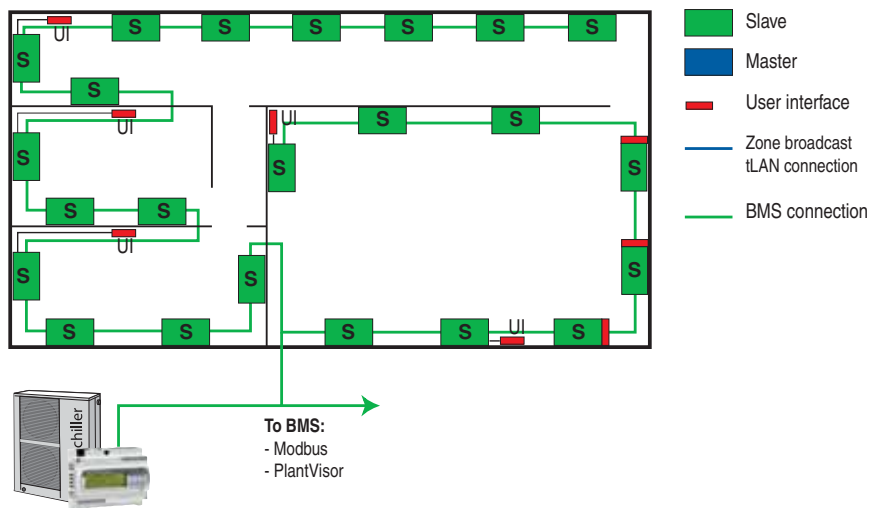 UI
S S S S S S
S
S
Slave
Master
User interface
Zone broadcast
tLAN connection
BMS connection
UI
S
S S
UI
S S
S
S
UI
S
S
S S
S
S S
UI
S
chiller
To BMS:
- Modbus
- PlantVisor